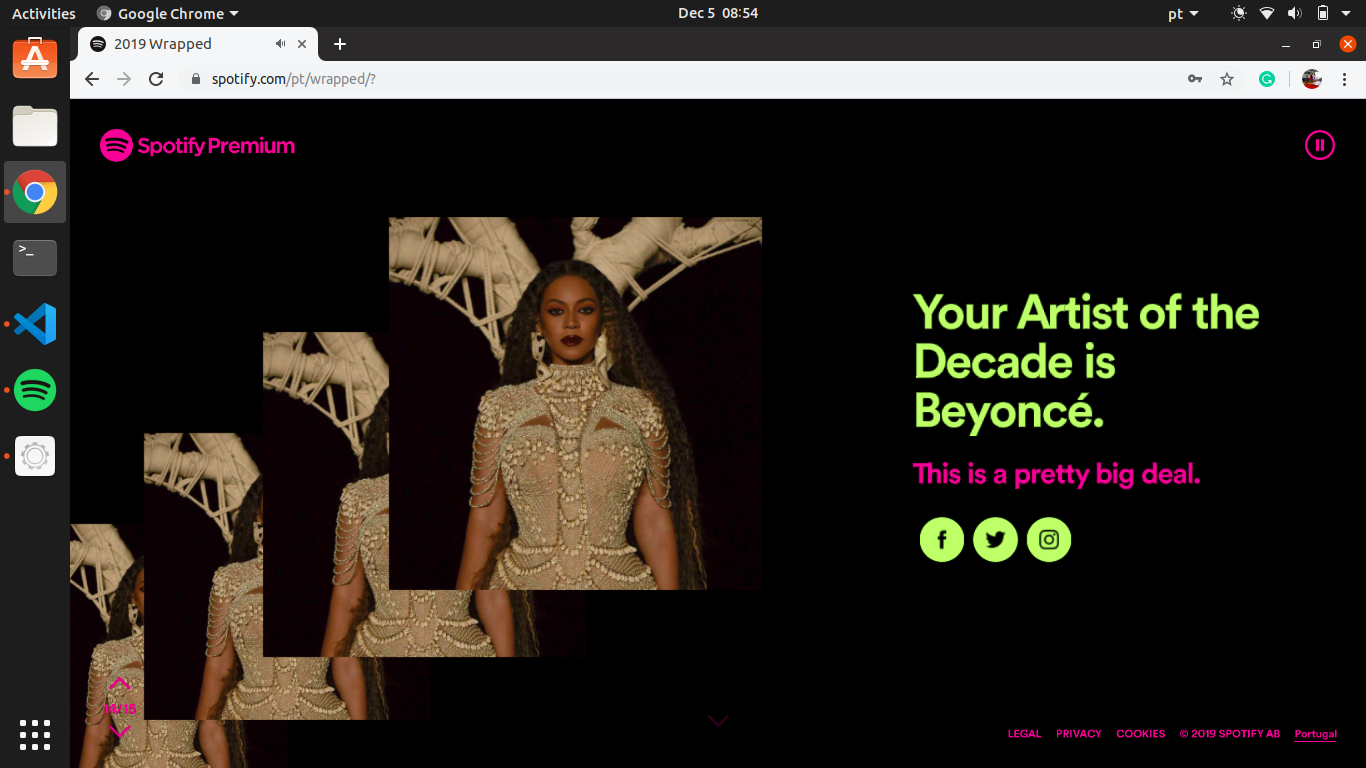 Activities Google Chrome Dec 5 08:54 pt
2019 Wrapped
spotify.com/pt/wrapped/?
Spotify Premium
>_
Your Artist of the
Decade is
Beyoncé.
This is a pretty big deal.
14/15
LEGAL PRIVACY COOKIES © 2019 SPOTIFY AB Portugal